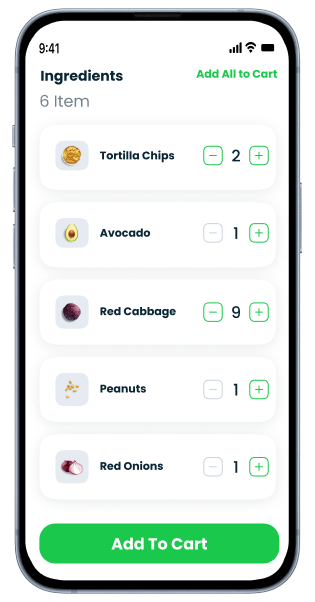 9:41
Ingredients
Add All to Cart
6 Item
Tortilla Chips
2
Avocado
1
Red Cabbage
9
Peanuts
1
Red Onions
1
Add To Cart